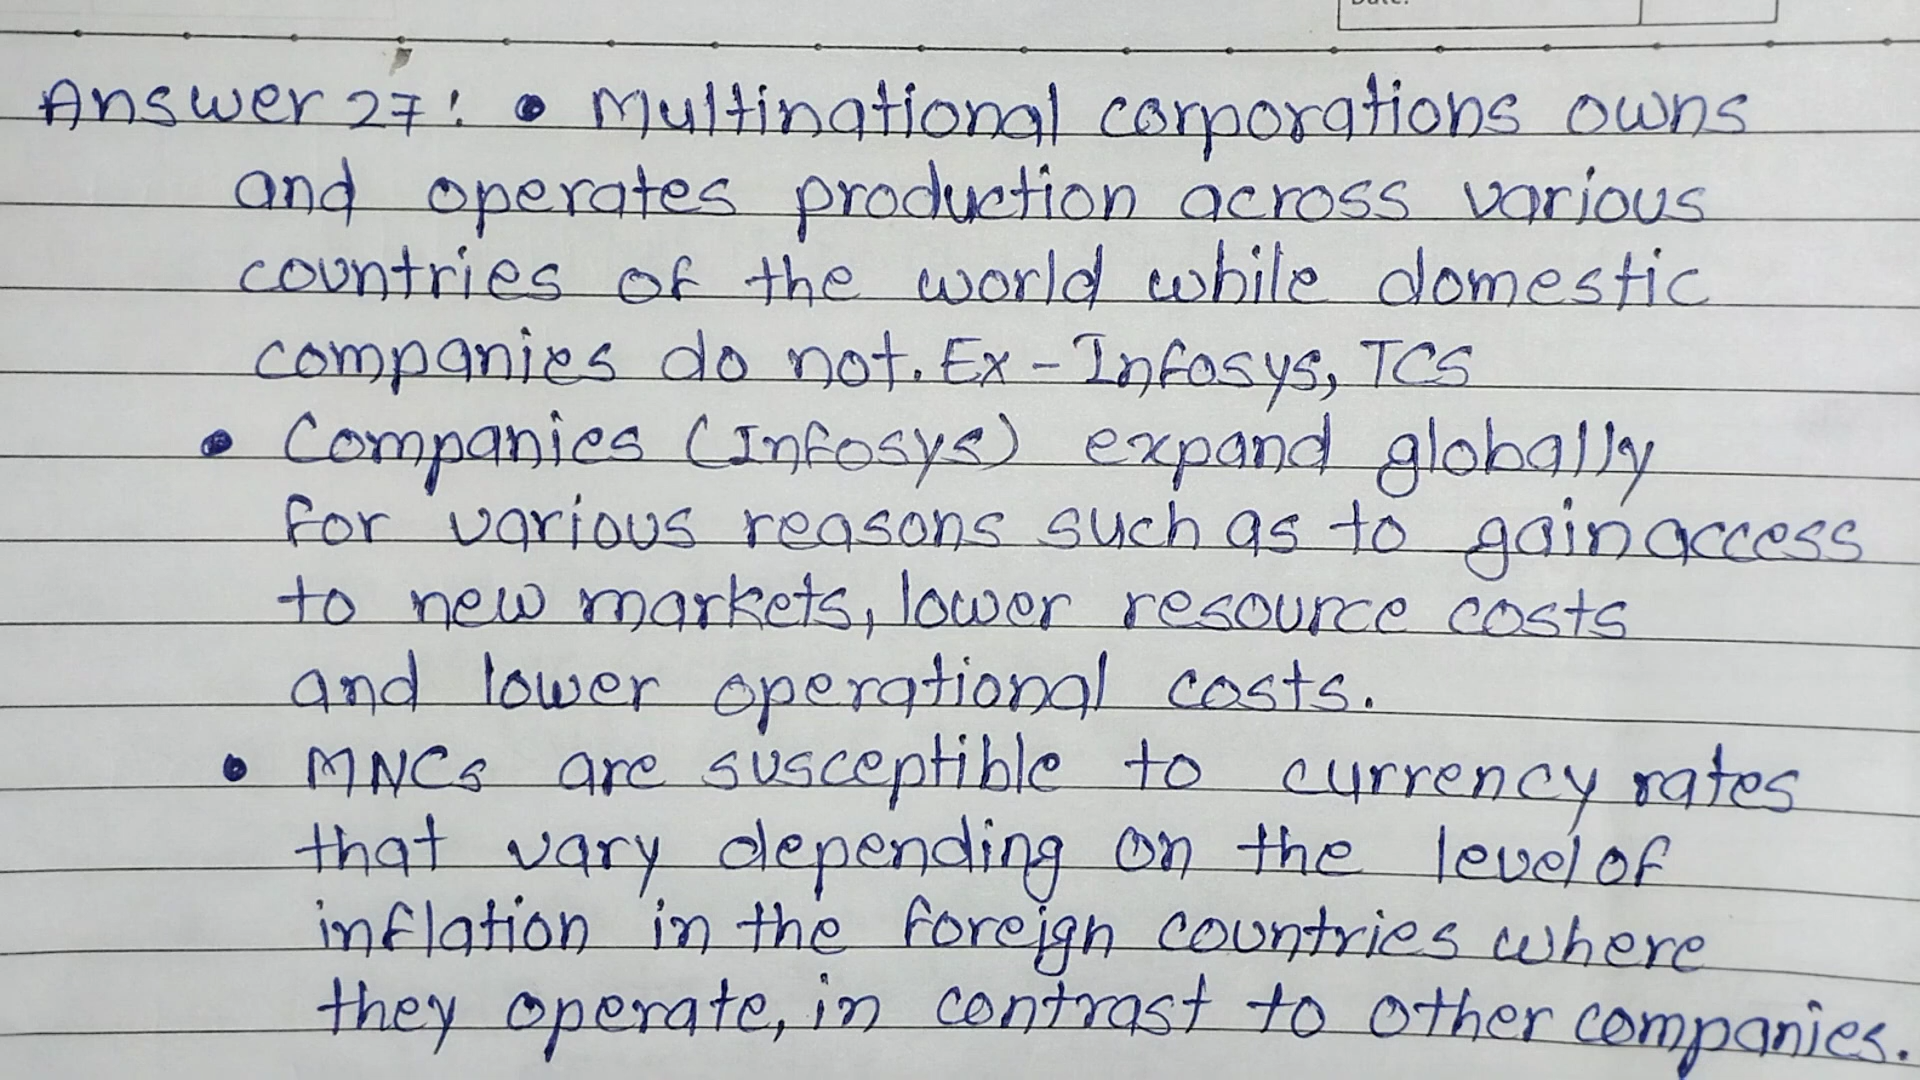 Answer 27: • Multinational corporations owns
and operates production across various
countries of the world while domestic
companies do not. Ex - Infosys, TCS
• Companies (Infosys) expand globally
for various reasons such as to gain access
to new markets, lower resource costs
and lower operational costs.
• MNCs are susceptible to currency rates
that vary depending on the level of
inflation in the foreign countries where
they operate, in contrast to other companies.